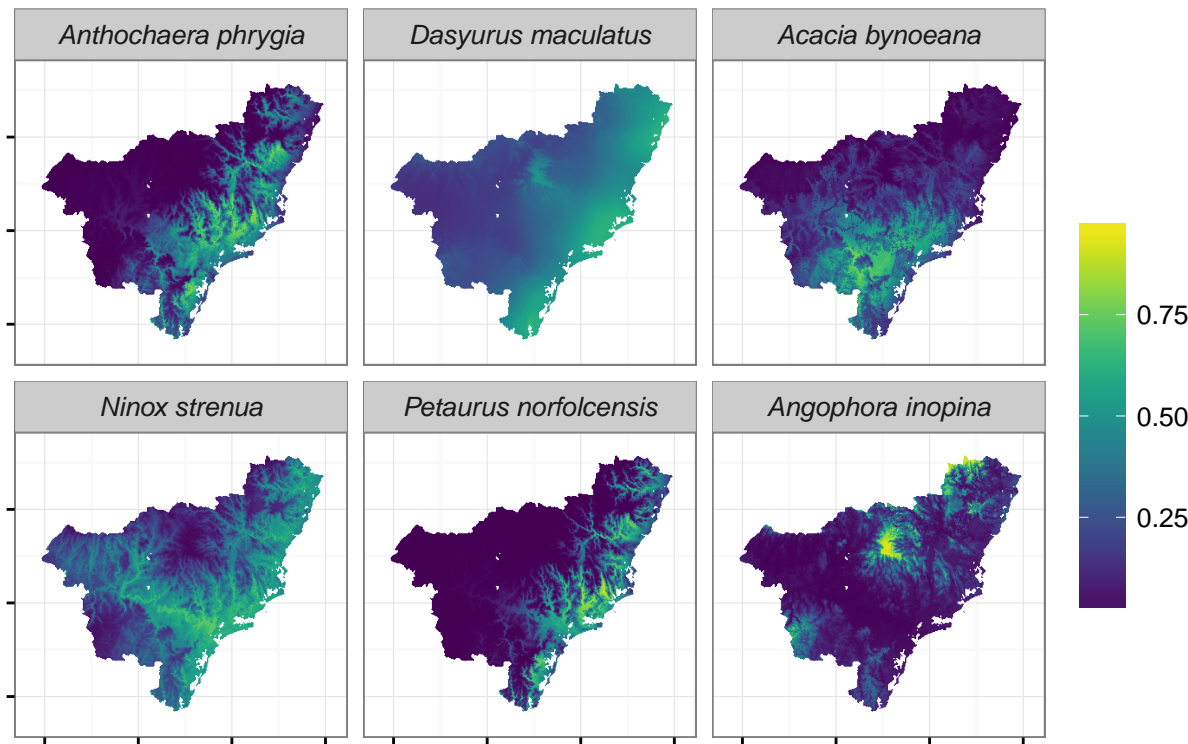 Anthochaera phrygia
Dasyurus maculatus
Acacia bynoeana
Ninox strenua
Petaurus norfolcensis
Angophora inopina
0.75
0.50
0.25